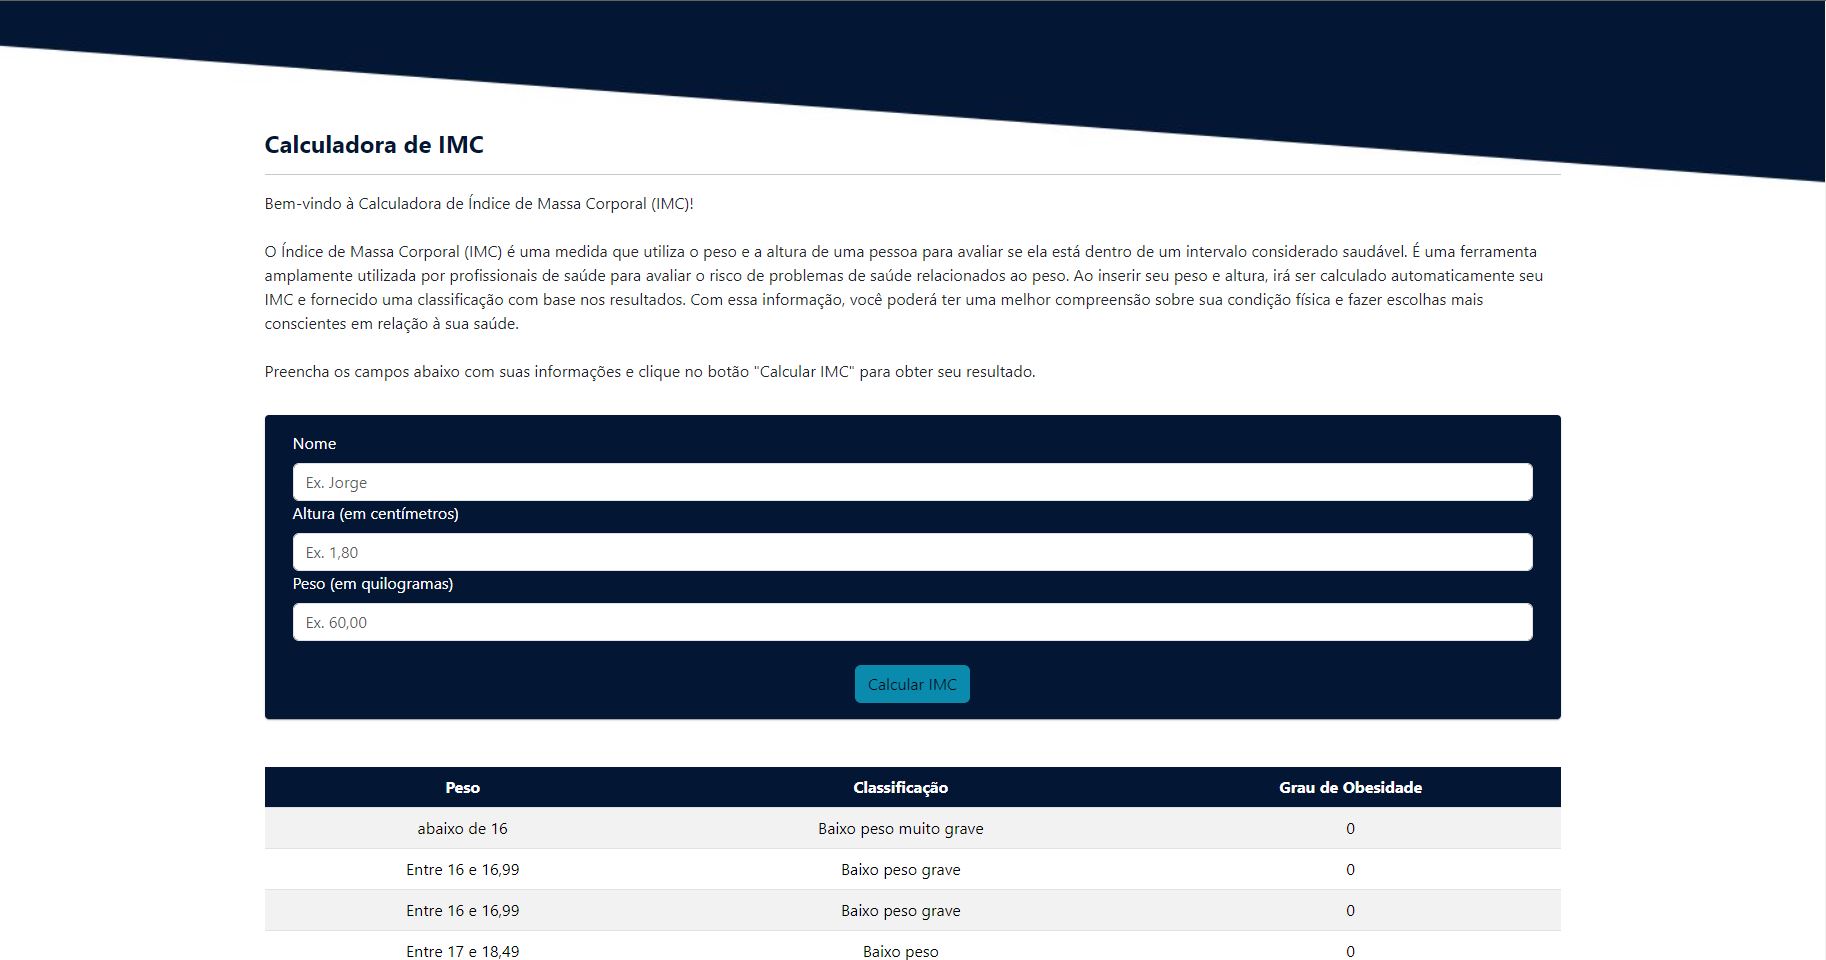 Calculadora de IMC
Bem-vindo à Calculadora de Índice de Massa Corporal (IMC)!
O Índice de Massa Corporal (IMC) é uma medida que utiliza o peso e a altura de uma pessoa para avaliar se ela está dentro de um intervalo considerado saudável. É uma ferramenta
amplamente utilizada por profissionais de saúde para avaliar o risco de problemas de saúde relacionados ao peso. Ao inserir seu peso e altura, irá ser calculado automaticamente seu
IMC e fornecido uma classificação com base nos resultados. Com essa informação, você poderá ter uma melhor compreensão sobre sua condição física e fazer escolhas mais
conscientes em relação à sua saúde.
Preencha os campos abaixo com suas informações e clique no botão "Calcular IMC" para obter seu resultado.
Nome
Ex. Jorge
Altura (em centímetros)
Ex. 1,80
Peso (em quilogramas)
Ex. 60,00
Calcular IMC
Peso Classificação Grau de Obesidade
abaixo de 16 Baixo peso muito grave 0
Entre 16 e 16,99 Baixo peso grave 0
Entre 16 e 16,99 Baixo peso grave 0
Entre 17 e 18,49 Baixo peso 0